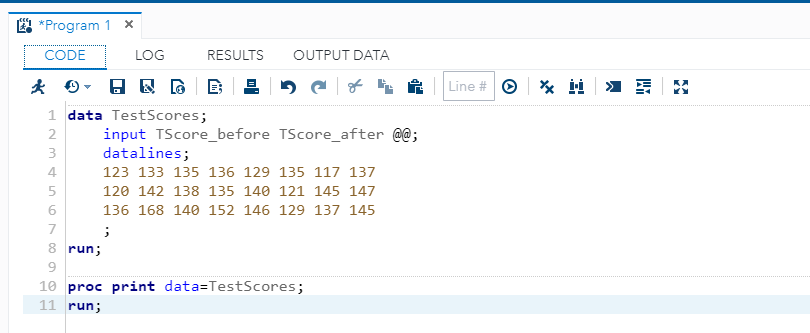 *Program 1 ×
CODE LOG RESULTS OUTPUT DATA
Line #
1 data TestScores;
2 input TScore_before TScore_after @@;
3 datalines;
4 123 133 135 136 129 135 117 137
5 120 142 138 135 140 121 145 147
6 136 168 140 152 146 129 137 145
7 ;
8 run;
9
10 proc print data=TestScores;
11 run;